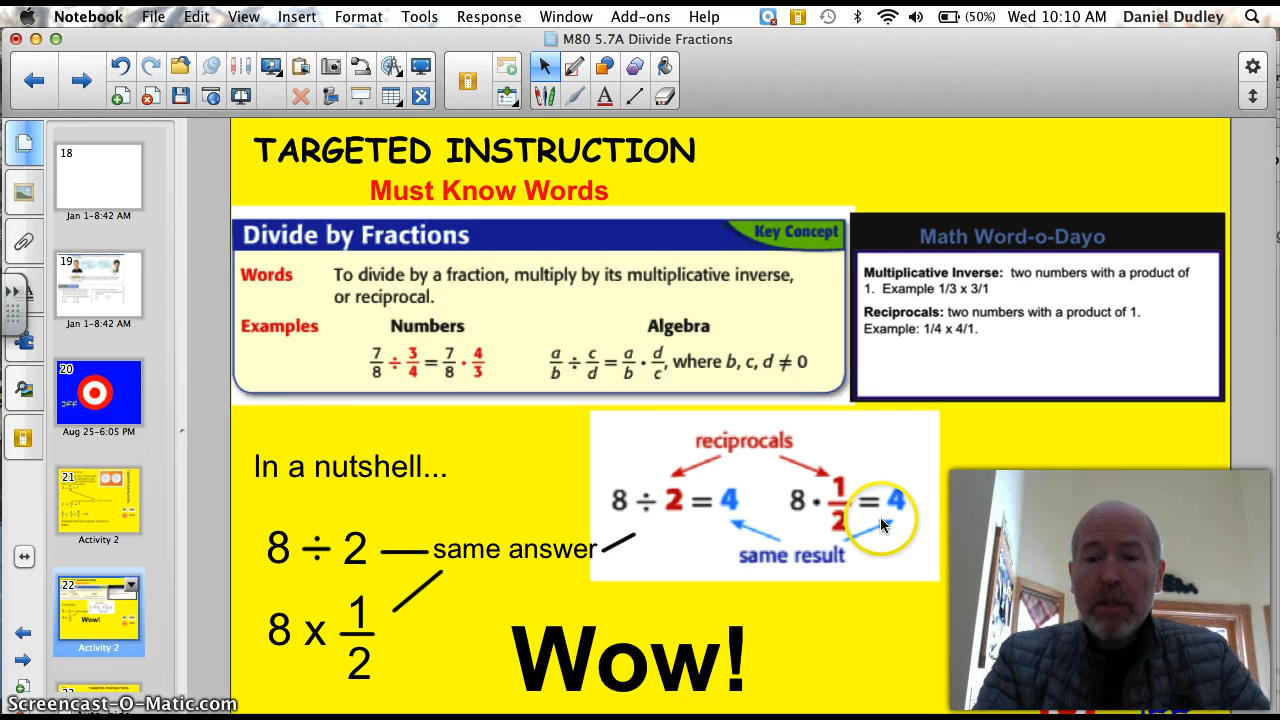 Notebook File Edit View Insert Format Tools Response Window Add-ons Help (50%) Wed 10:10 AM Daniel Dudley
M80 5.7A Diivide Fractions
TARGETED INSTRUCTION
Must Know Words
Divide by Fractions
Key Concept
Words To divide by a fraction, multiply by its multiplicative inverse,
or reciprocal.
Examples Numbers Algebra
7/8 ÷ 3/4 = 7/8 · 4/3 a/b ÷ c/d = a/b · d/c, where b, c, d ≠ 0
Math Word-o-Dayo
Multiplicative Inverse: two numbers with a product of
1. Example 1/3 x 3/1
Reciprocals: two numbers with a product of 1.
Example: 1/4 x 4/1.
In a nutshell...
8 ÷ 2
same answer
8 x 1/2
reciprocals
8 ÷ 2 = 4 8 · 1/2 = 4
same result
Wow!
18
Jan 1-8:42 AM
19
Jan 1-8:42 AM
20
OFF
Aug 25-6:05 PM
21
Activity 2
22
Wow!
Activity 2
Screencast-O-Matic.com